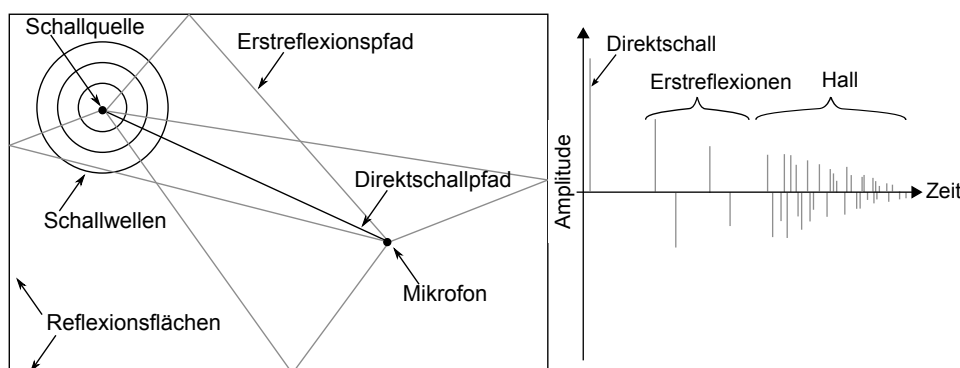 Schallquelle
Erstreflexionspfad
Direktschallpfad
Schallwellen
Mikrofon
Reflexionsflächen
Direktschall
Erstreflexionen
Hall
Amplitude
Zeit